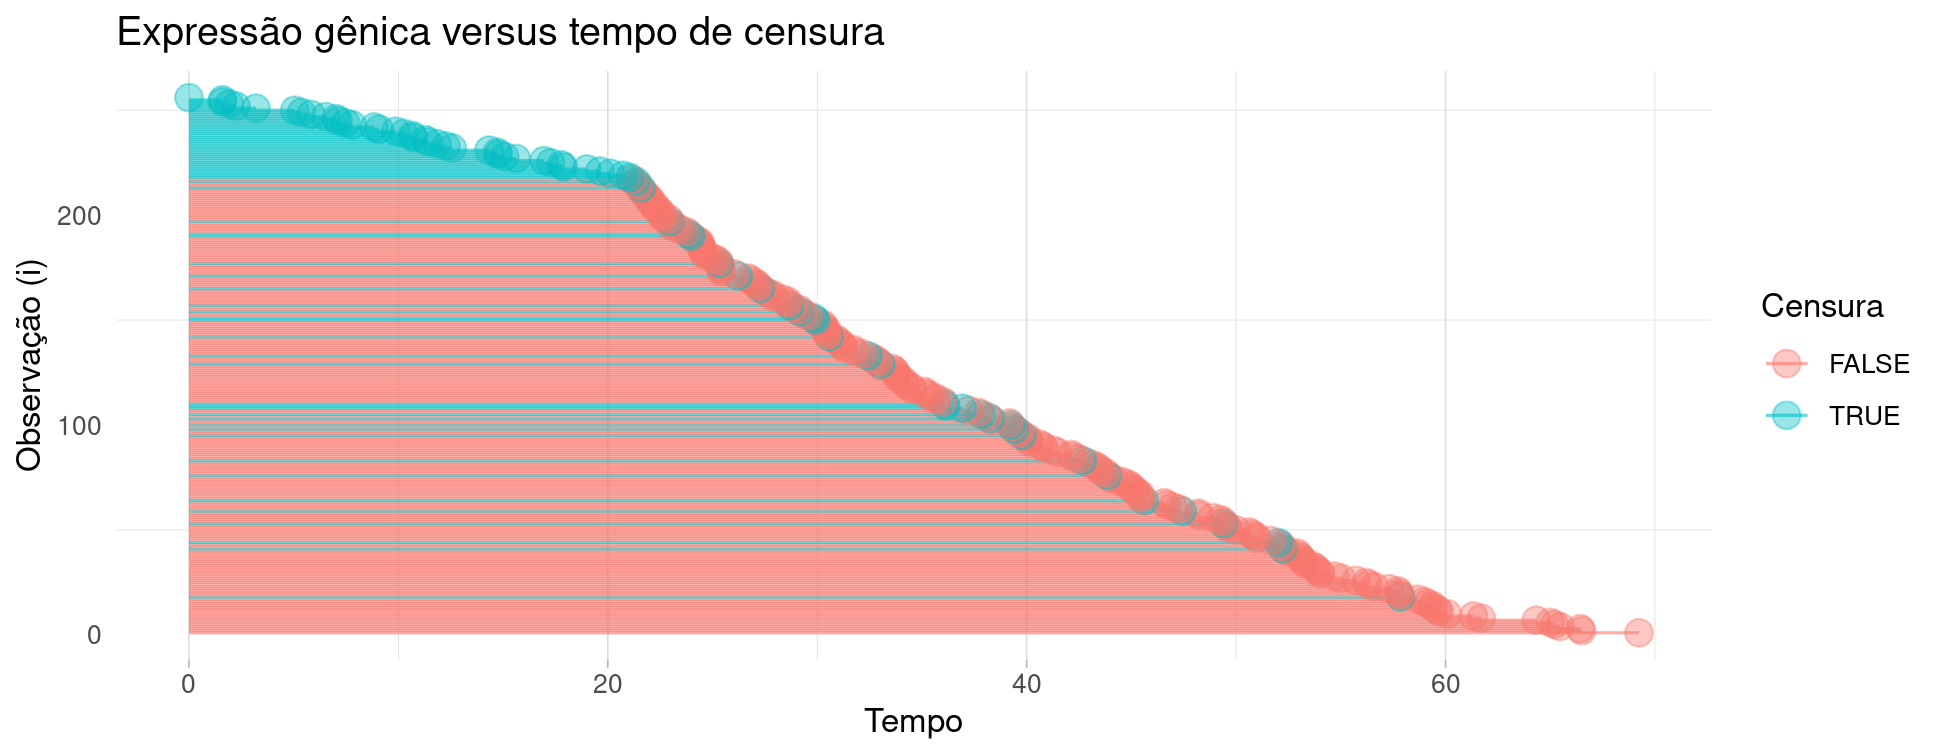 Expressão gênica versus tempo de censura
Observação (i)
200
100
0
0 20 40 60
Tempo
Censura
FALSE
TRUE